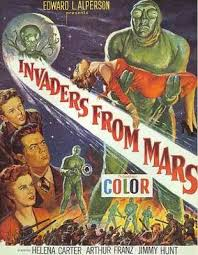 EDWARD L. ALPERSON'S
INVADERS FROM MARS
COLOR
HELENA CARTER ARTHUR FRANZ JIMMY HUNT